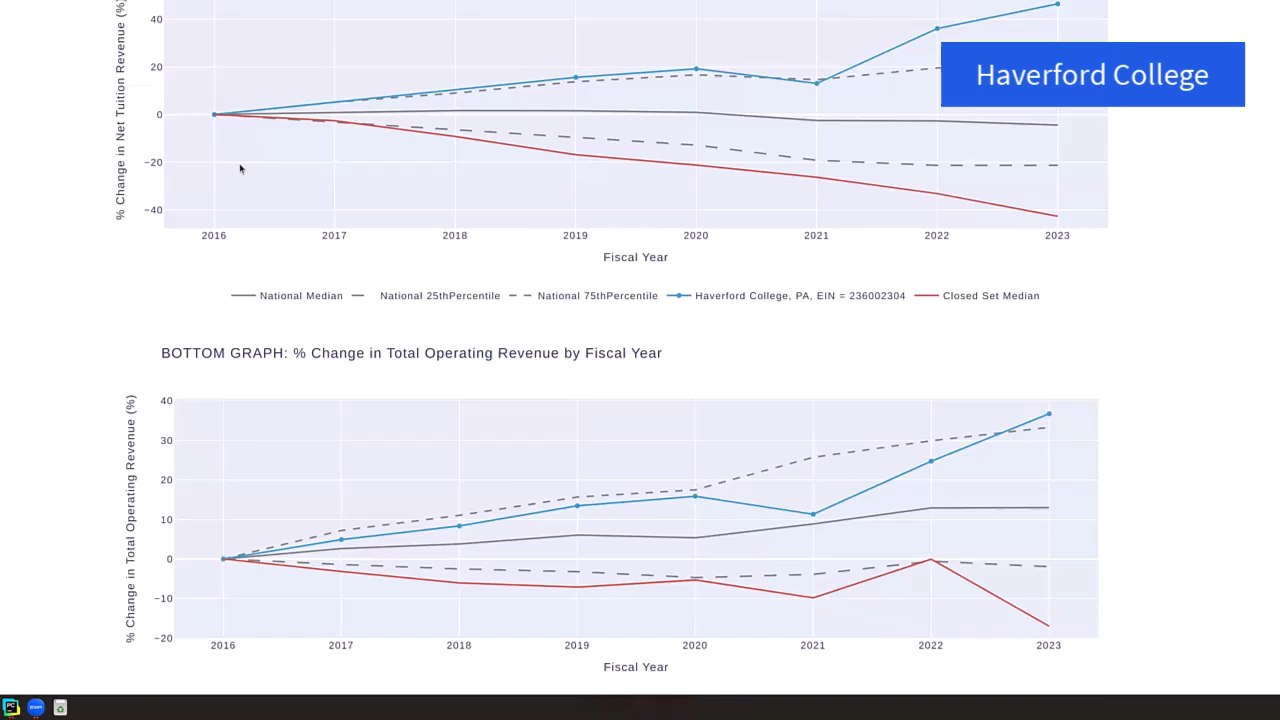 % Change in Net Tuition Revenue (%)
40
20
0
−20
−40
Haverford College
2016 2017 2018 2019 2020 2021 2022 2023
Fiscal Year
National Median National 25thPercentile National 75thPercentile Haverford College, PA, EIN = 236002304 Closed Set Median
BOTTOM GRAPH: % Change in Total Operating Revenue by Fiscal Year
% Change in Total Operating Revenue (%)
40
30
20
10
0
−10
−20
2016 2017 2018 2019 2020 2021 2022 2023
Fiscal Year
PC
zoom